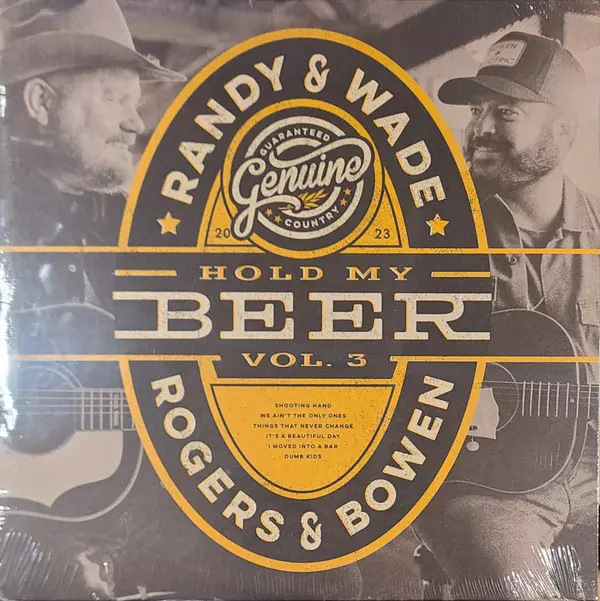 RANDY & WADE
GUARANTEED
Genuine
COUNTRY
20 23
HOLD MY
BEER
VOL. 3
SHOOTING HAND
WE AIN'T THE ONLY ONES
THINGS THAT NEVER CHANGE
IT'S A BEAUTIFUL DAY
I MOVED INTO A BAR
DUMB KIDS
ROGERS & BOWEN